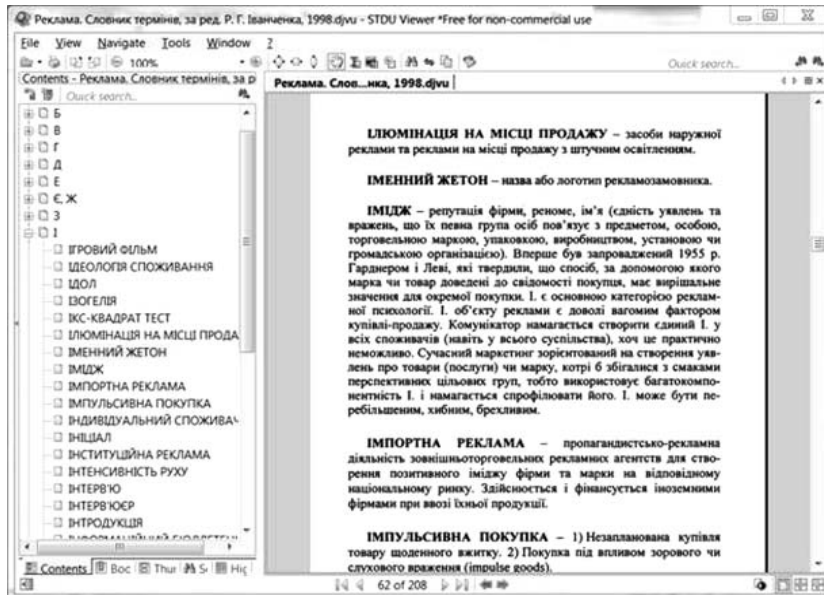 Реклама. Словник термінів, за ред. Р. Г. Іванченка, 1998.djvu - STDU Viewer *Free for non-commercial use
File View Navigate Tools Window ?
100%
Quick search...
Contents - Реклама. Словник термінів, за р
Quick search...
Б
В
Г
Д
Е
Є, Ж
З
І
ІГРОВИЙ ФІЛЬМ
ІДЕОЛОГІЯ СПОЖИВАННЯ
ІДОЛ
ІЗОГЕЛІЯ
ІКС-КВАДРАТ ТЕСТ
ІЛЮМІНАЦІЯ НА МІСЦІ ПРОДА
ІМЕННИЙ ЖЕТОН
ІМІДЖ
ІМПОРТНА РЕКЛАМА
ІМПУЛЬСИВНА ПОКУПКА
ІНДИВІДУАЛЬНИЙ СПОЖИВАЧ
ІНІЦІАЛ
ІНСТИТУЦІЙНА РЕКЛАМА
ІНТЕНСИВНІСТЬ РУХУ
ІНТЕРВ'Ю
ІНТЕРВ'ЮЄР
ІНТРОДУКЦІЯ
Contents Boc Thur Se Hig
Реклама. Слов...нка, 1998.djvu
ІЛЮМІНАЦІЯ НА МІСЦІ ПРОДАЖУ – засоби наружної
реклами та реклами на місці продажу з штучним освітленням.
ІМЕННИЙ ЖЕТОН – назва або логотип рекламозамовника.
ІМІДЖ – репутація фірми, реноме, ім'я (єдність уявлень та
вражень, що їх певна група осіб пов'язує з предметом, особою,
торговельною маркою, упаковкою, виробництвом, установою чи
громадською організацією). Вперше був запроваджений 1955 р.
Гарднером і Леві, які твердили, що спосіб, за допомогою якого
марка чи товар доведені до свідомості покупця, має вирішальне
значення для окремої покупки. І. є основною категорією реклам-
ної психології. І. об'єкту реклами є доволі вагомим фактором
купівлі-продажу. Комунікатор намагається створити єдиний І. у
всіх споживачів (навіть у всього суспільства), хоч це практично
неможливо. Сучасний маркетинг зорієнтований на створення уяв-
лень про товари (послуги) чи марку, котрі б збігалися з смаками
перспективних цільових груп, тобто використовує багатокомпо-
нентність І. і намагається спрофілювати його. І. може бути пе-
ребільшеним, хибним, брехливим.
ІМПОРТНА РЕКЛАМА – пропагандистсько-рекламна
діяльність зовнішньоторговельних рекламних агентств для ство-
рення позитивного іміджу фірми та марки на відповідному
національному ринку. Здійснюється і фінансується іноземними
фірмами при ввозі їхньої продукції.
ІМПУЛЬСИВНА ПОКУПКА – 1) Незапланована купівля
товару щоденного вжитку. 2) Покупка під впливом зорового чи
слухового враження (impulse goods).
62 of 208